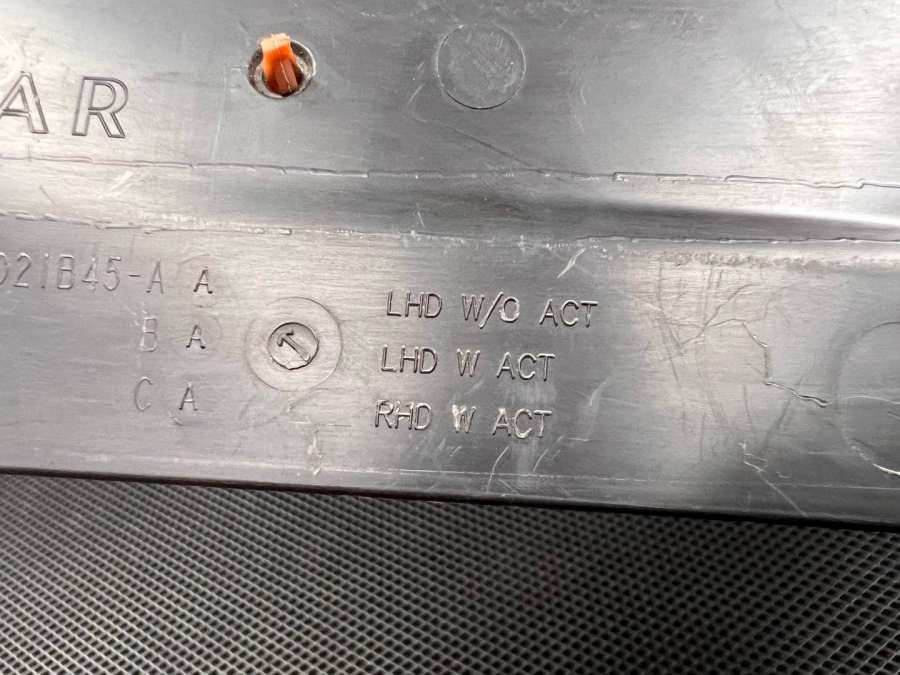 AR
021B45-A A
B A
C A
LHD W/O ACT
LHD W ACT
RHD W ACT